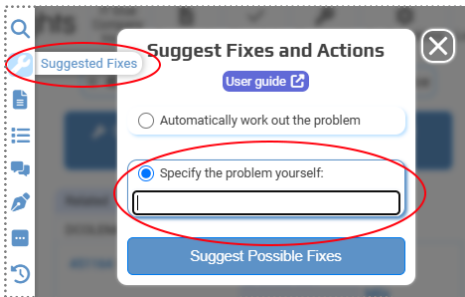 hts
Suggest Fixes and Actions
Suggested Fixes
User guide
Automatically work out the problem
Specify the problem yourself:
Suggest Possible Fixes